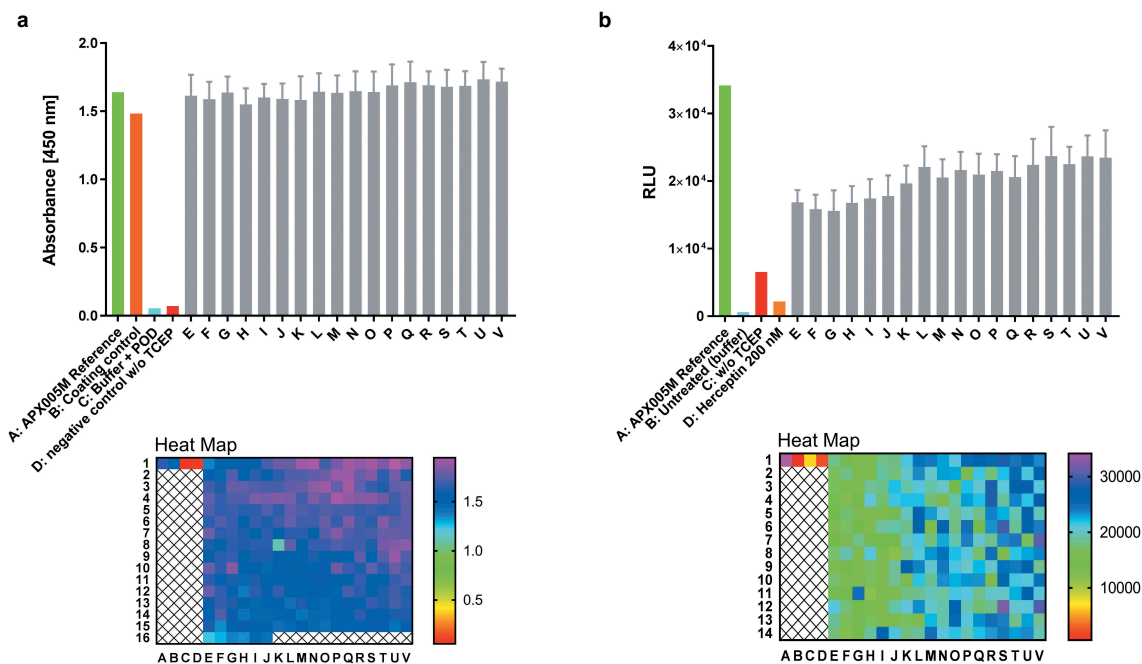 a
2.0
1.5
1.0
0.5
0.0
Absorbance [450 nm]
A: APX005M Reference
B: Coating control
C: Buffer + POD
D: negative control w/o TCEP
E F G H I J K L M N O P Q R S T U V
Heat Map
1
2
3
4
5
6
7
8
9
10
11
12
13
14
15
16
A B C D E F G H I J K L M N O P Q R S T U V
1.5
1.0
0.5
b
4×10⁴
3×10⁴
2×10⁴
1×10⁴
0
RLU
A: APX005M Reference
B: Untreated (buffer)
C: w/o TCEP
D: Herceptin 200 nM
E F G H I J K L M N O P Q R S T U V
Heat Map
1
2
3
4
5
6
7
8
9
10
11
12
13
14
A B C D E F G H I J K L M N O P Q R S T U V
30000
20000
10000